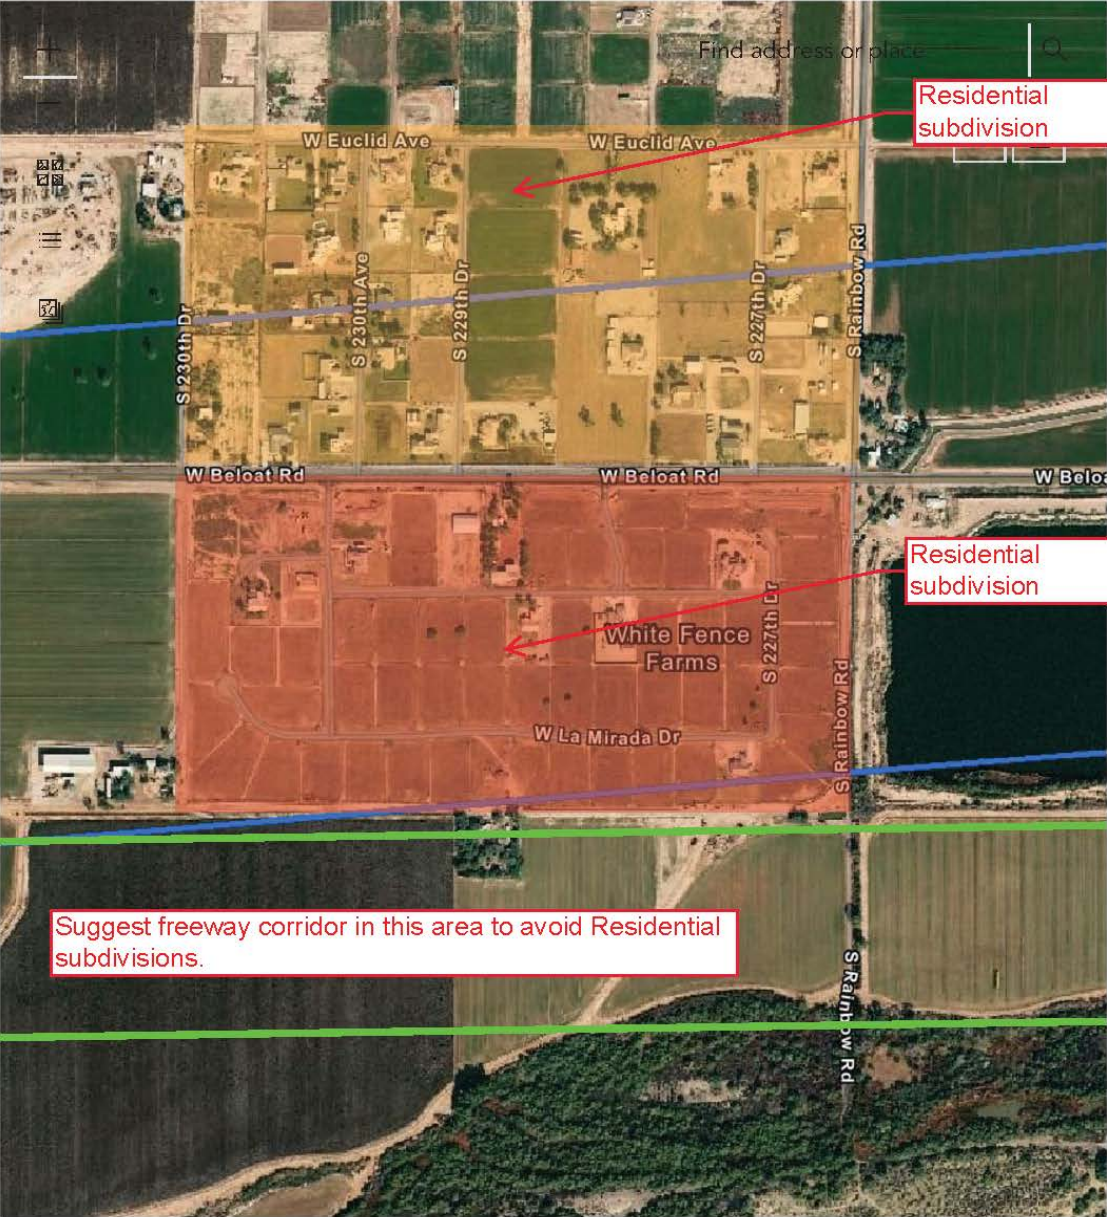 Find address or place
Residential
subdivision
W Euclid Ave
W Euclid Ave
S Rainbow Rd
S 230th Ave
S 229th Dr
S 227th Dr
S 230th Dr
W Beloat Rd
W Beloat Rd
W Beloa
Residential
subdivision
White Fence
Farms
S 227th Dr
S Rainbow Rd
W La Mirada Dr
Suggest freeway corridor in this area to avoid Residential
subdivisions.
S Rainbow Rd